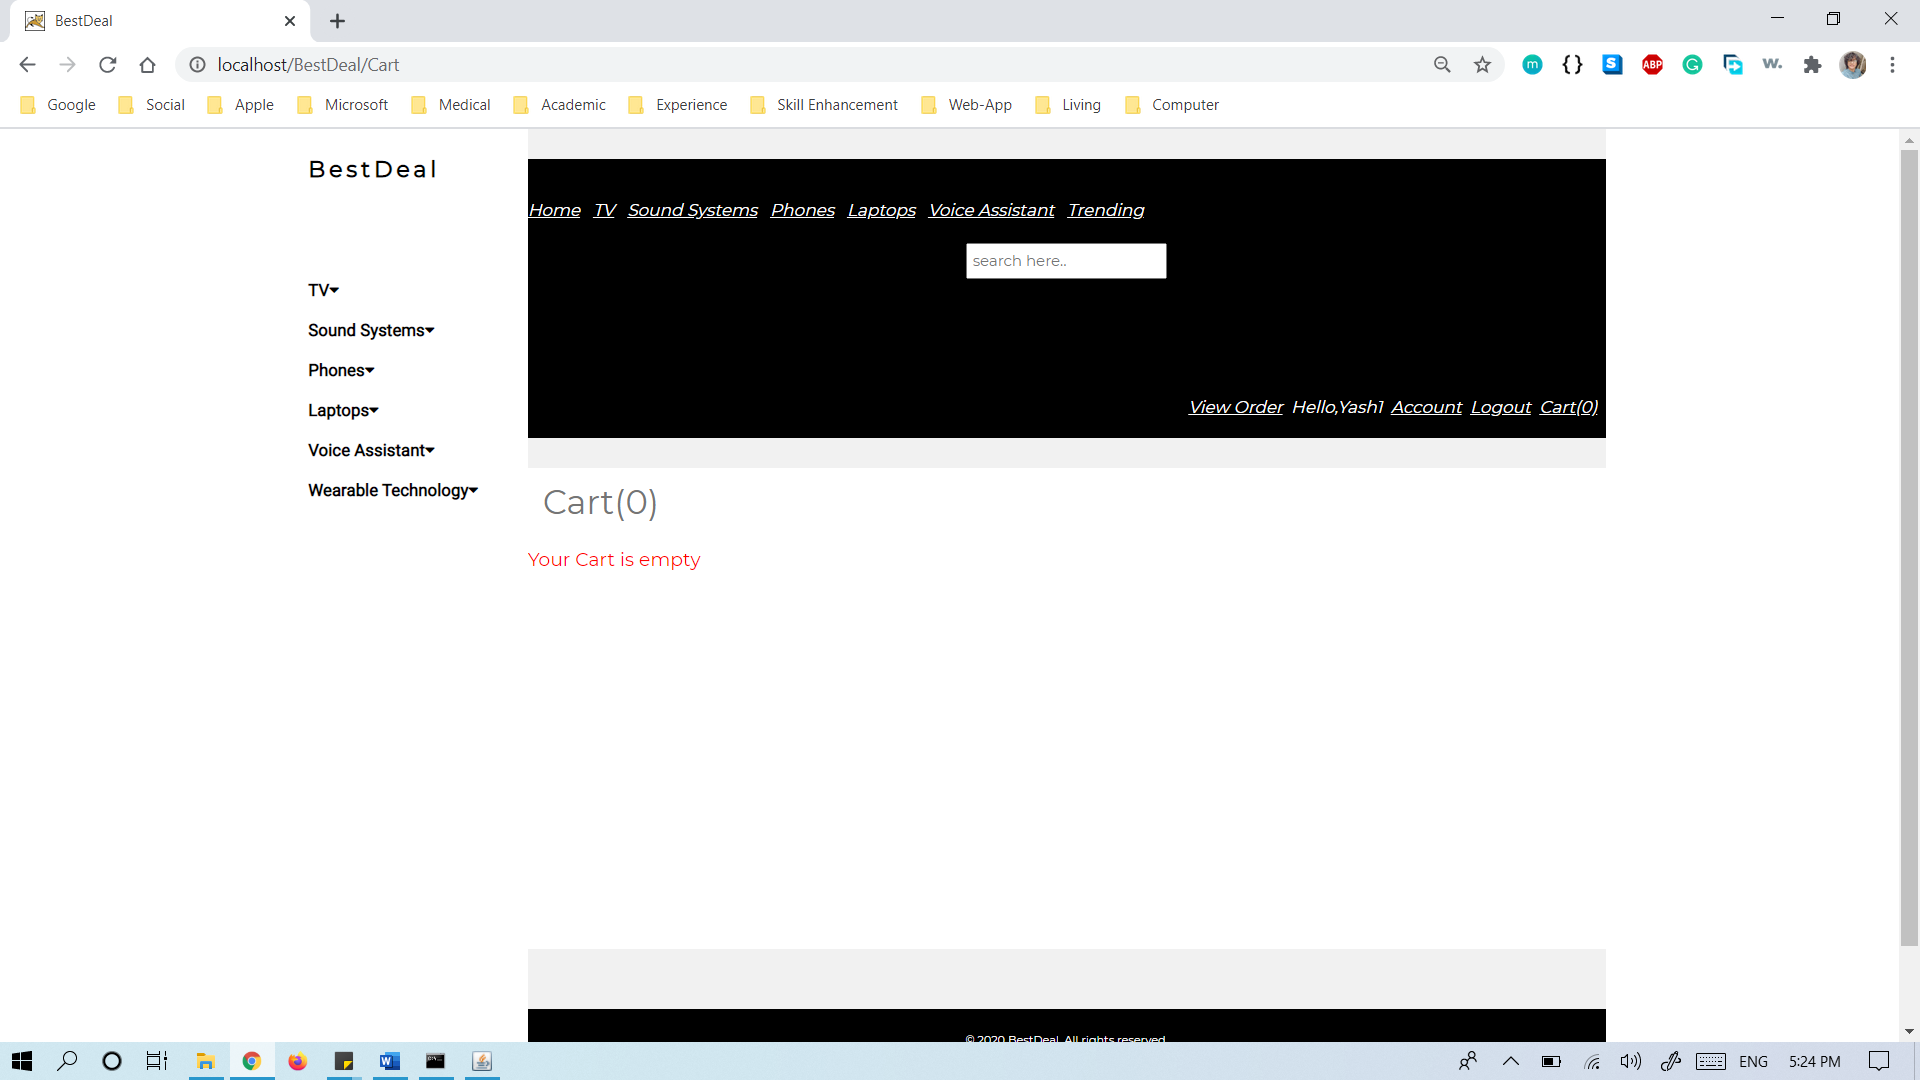 BestDeal
localhost/BestDeal/Cart
m {} S ABP G w.
Google Social Apple Microsoft Medical Academic Experience Skill Enhancement Web-App Living Computer
BestDeal
Home TV Sound Systems Phones Laptops Voice Assistant Trending
search here..
TV
Sound Systems
Phones
Laptops
Voice Assistant
Wearable Technology
View Order Hello,Yash1 Account Logout Cart(0)
Cart(0)
Your Cart is empty
© 2020 BestDeal. All rights reserved
ENG 5:24 PM